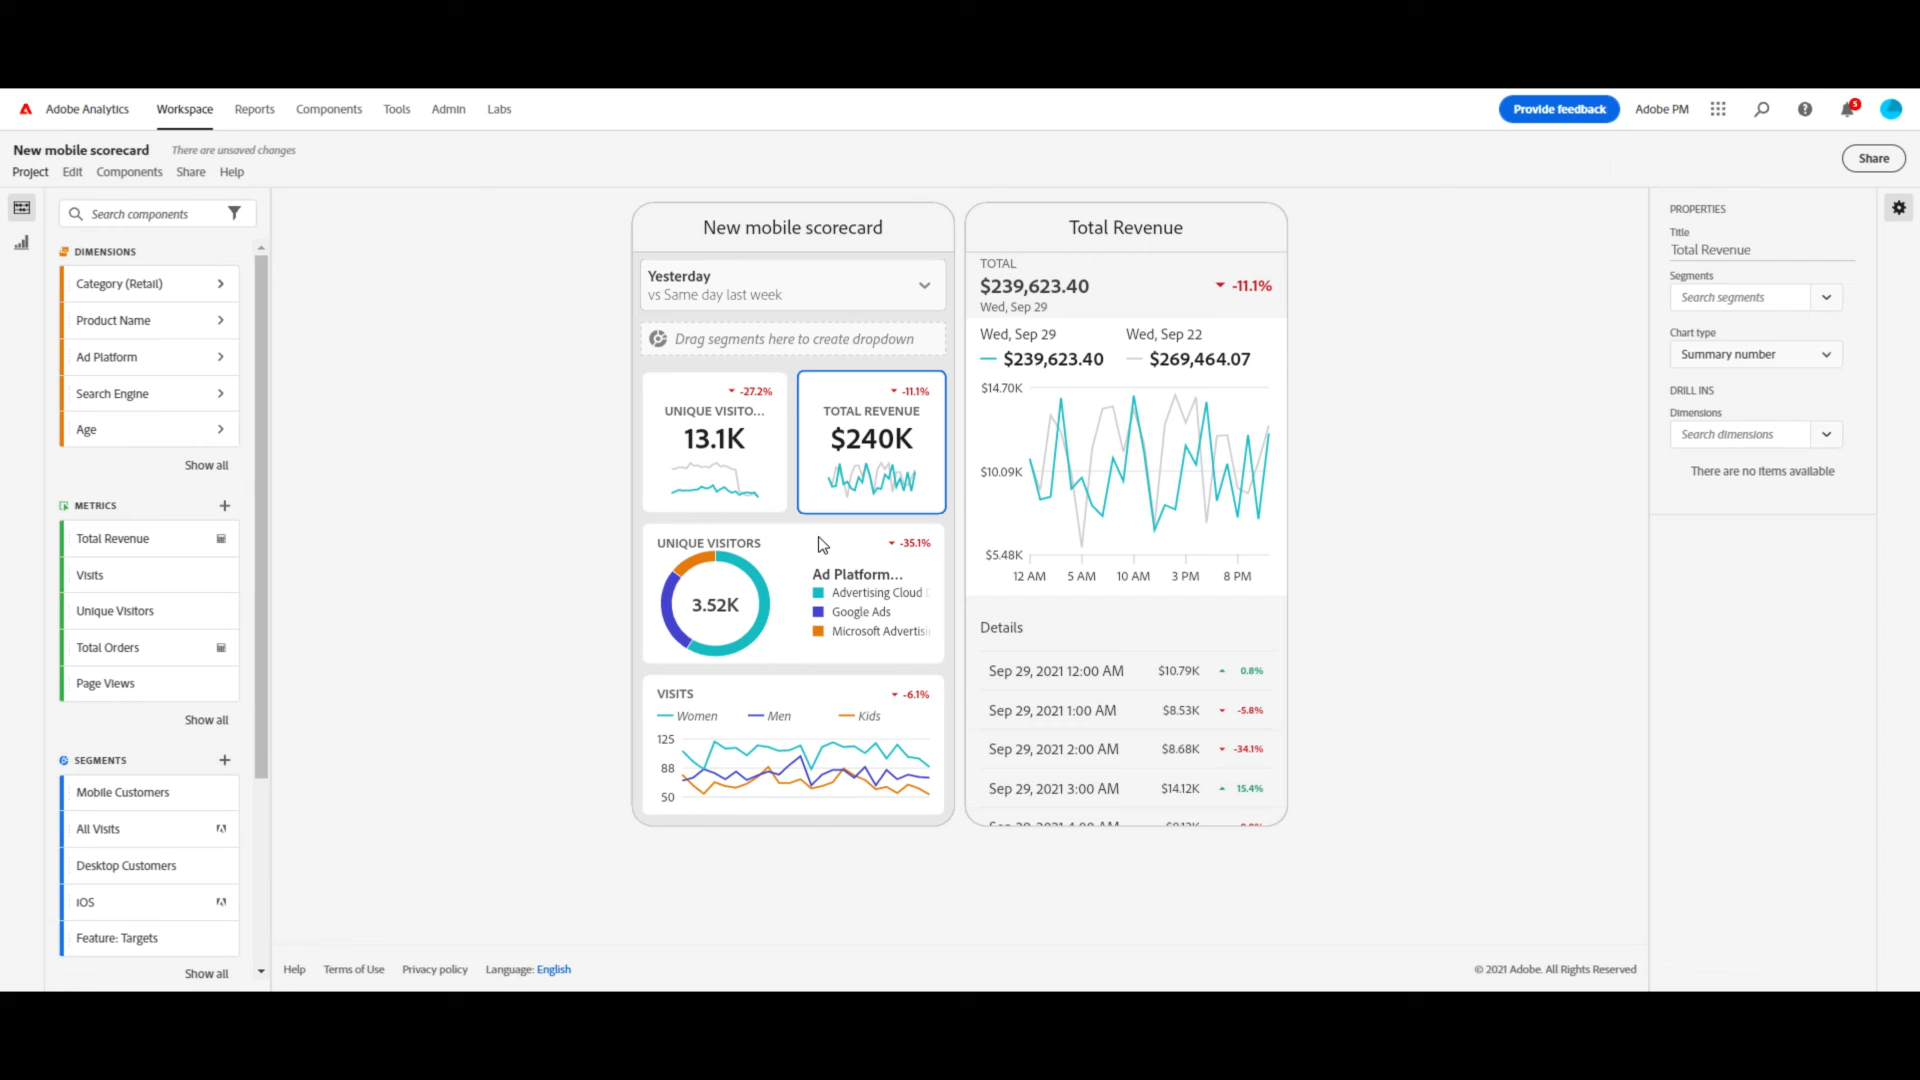 Adobe Analytics Workspace Reports Components Tools Admin Labs Provide feedback Adobe PM 5
New mobile scorecard There are unsaved changes
Share
Project Edit Components Share Help
Search components
DIMENSIONS
Category (Retail)
Product Name
Ad Platform
Search Engine
Age
Show all
METRICS
Total Revenue
Visits
Unique Visitors
Total Orders
Page Views
Show all
SEGMENTS
Mobile Customers
All Visits
Desktop Customers
iOS
Feature: Targets
Show all
New mobile scorecard
Yesterday
vs Same day last week
Drag segments here to create dropdown
-27.2%
UNIQUE VISITO...
13.1K
-11.1%
TOTAL REVENUE
$240K
UNIQUE VISITORS
-35.1%
3.52K
Ad Platform...
Advertising Cloud
Google Ads
Microsoft Advertisi
VISITS
-6.1%
Women Men Kids
125
88
50
Total Revenue
TOTAL
$239,623.40 -11.1%
Wed, Sep 29
Wed, Sep 29 Wed, Sep 22
$239,623.40 $269,464.07
$14.70K
$10.09K
$5.48K
12 AM 5 AM 10 AM 3 PM 8 PM
Details
Sep 29, 2021 12:00 AM $10.79K 0.8%
Sep 29, 2021 1:00 AM $8.53K -5.8%
Sep 29, 2021 2:00 AM $8.68K -34.1%
Sep 29, 2021 3:00 AM $14.12K 15.4%
PROPERTIES
Title
Total Revenue
Segments
Search segments
Chart type
Summary number
DRILL INS
Dimensions
Search dimensions
There are no items available
Help Terms of Use Privacy policy Language: English
© 2021 Adobe. All Rights Reserved